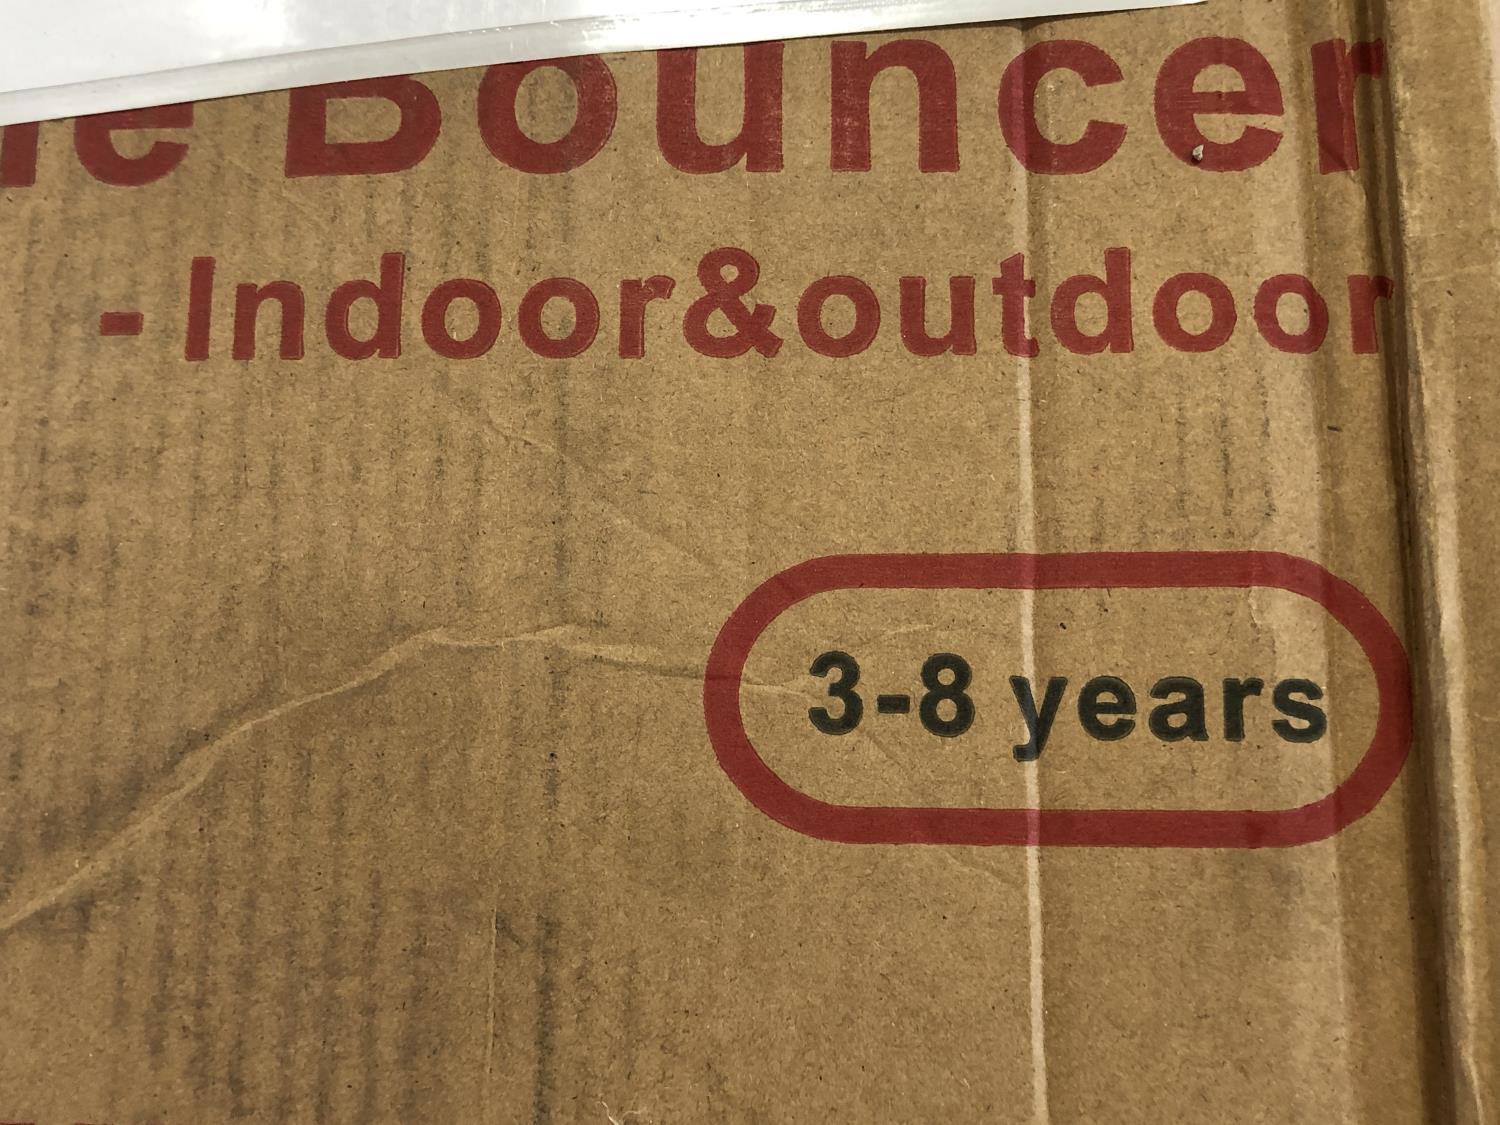 Bouncer
- Indoor&outdoor
3-8 years